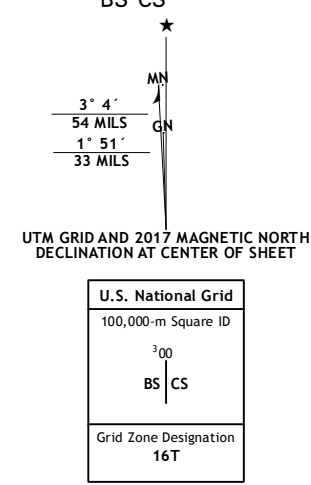 BS CS
★
MN
3° 4´
54 MILS
GN
1° 51´
33 MILS
UTM GRID AND 2017 MAGNETIC NORTH
DECLINATION AT CENTER OF SHEET
U.S. National Grid
100,000-m Square ID
³00
BS CS
Grid Zone Designation
16T